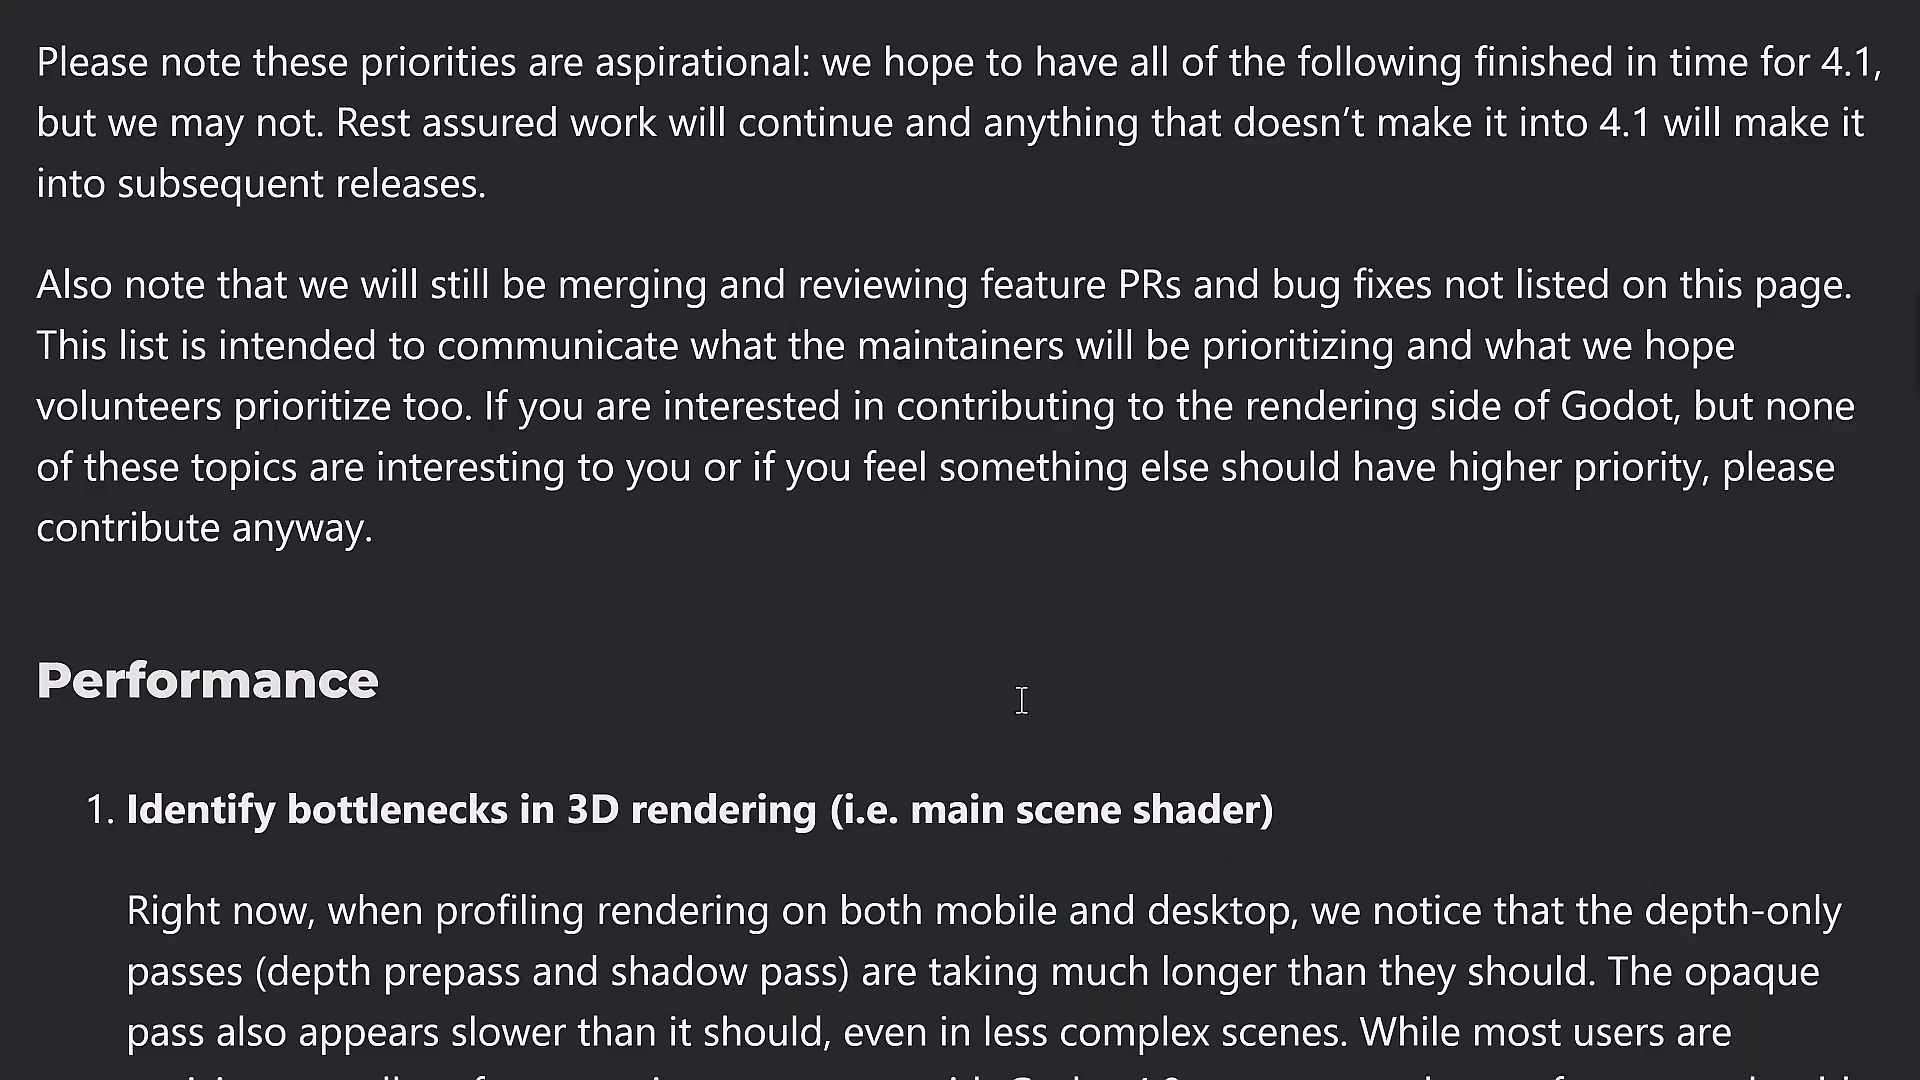 Please note these priorities are aspirational: we hope to have all of the following finished in time for 4.1,
but we may not. Rest assured work will continue and anything that doesn’t make it into 4.1 will make it
into subsequent releases.
Also note that we will still be merging and reviewing feature PRs and bug fixes not listed on this page.
This list is intended to communicate what the maintainers will be prioritizing and what we hope
volunteers prioritize too. If you are interested in contributing to the rendering side of Godot, but none
of these topics are interesting to you or if you feel something else should have higher priority, please
contribute anyway.
Performance
1. Identify bottlenecks in 3D rendering (i.e. main scene shader)
Right now, when profiling rendering on both mobile and desktop, we notice that the depth-only
passes (depth prepass and shadow pass) are taking much longer than they should. The opaque
pass also appears slower than it should, even in less complex scenes. While most users are